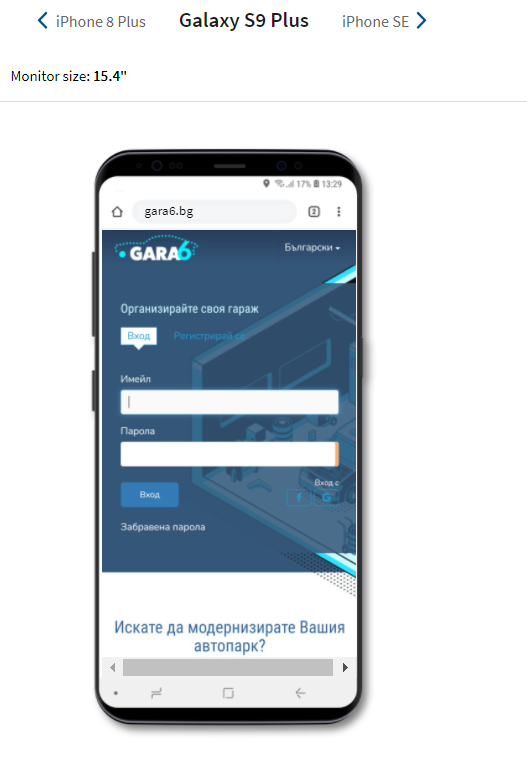 iPhone 8 Plus Galaxy S9 Plus iPhone SE
Monitor size: 15.4"
17% 13:29
gara6.bg 2
GARA6 Български
Организирайте своя гараж
Вход Регистрирай се
Имейл
Парола
Вход с
Вход f G
Забравена парола
Искате да модернизирате Вашия
автопарк?